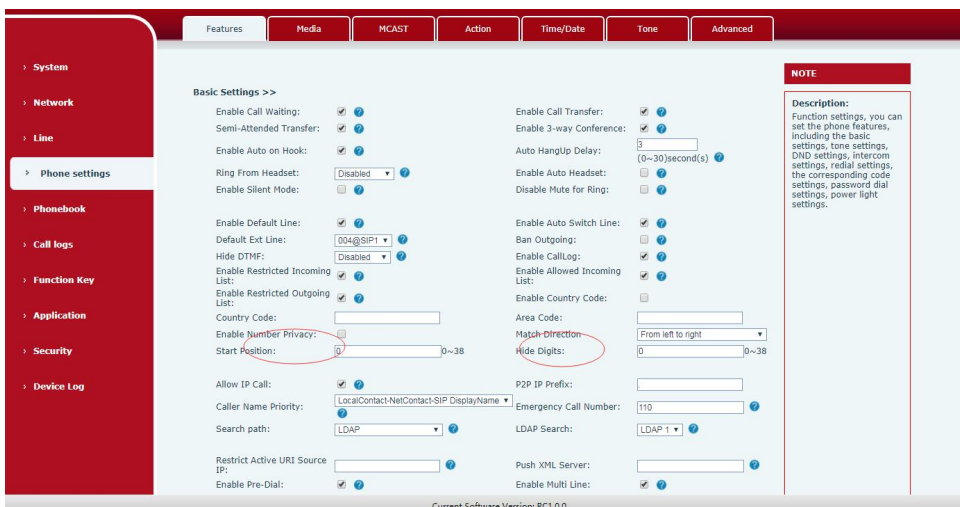 Features Media MCAST Action Time/Date Tone Advanced
› System
› Network
› Line
› Phone settings
› Phonebook
› Call logs
› Function Key
› Application
› Security
› Device Log
Basic Settings >>
Enable Call Waiting: Enable Call Transfer:
Semi-Attended Transfer: Enable 3-way Conference:
Enable Auto on Hook: Auto HangUp Delay: 3
(0~30)second(s)
Ring From Headset: Disabled Enable Auto Headset:
Enable Silent Mode: Disable Mute for Ring:
Enable Default Line: Enable Auto Switch Line:
Default Ext Line: 004@SIP1 Ban Outgoing:
Hide DTMF: Disabled Enable CallLog:
Enable Restricted Incoming List: Enable Allowed Incoming List:
Enable Restricted Outgoing List: Enable Country Code:
Country Code: Area Code:
Enable Number Privacy: Match Direction From left to right
Start Position: 0 0~38 Hide Digits: 0 0~38
Allow IP Call: P2P IP Prefix: .
Caller Name Priority: LocalContact-NetContact-SIP DisplayName Emergency Call Number: 110
Search path: LDAP LDAP Search: LDAP 1
Restrict Active URI Source IP: Push XML Server:
Enable Pre-Dial: Enable Multi Line:
NOTE
Description:
Function settings, you can
set the phone features,
including the basic
settings, tone settings,
DND settings, intercom
settings, redial settings,
the corresponding code
settings, password dial
settings, power light
settings.
Current Software Version: RC1.0.0